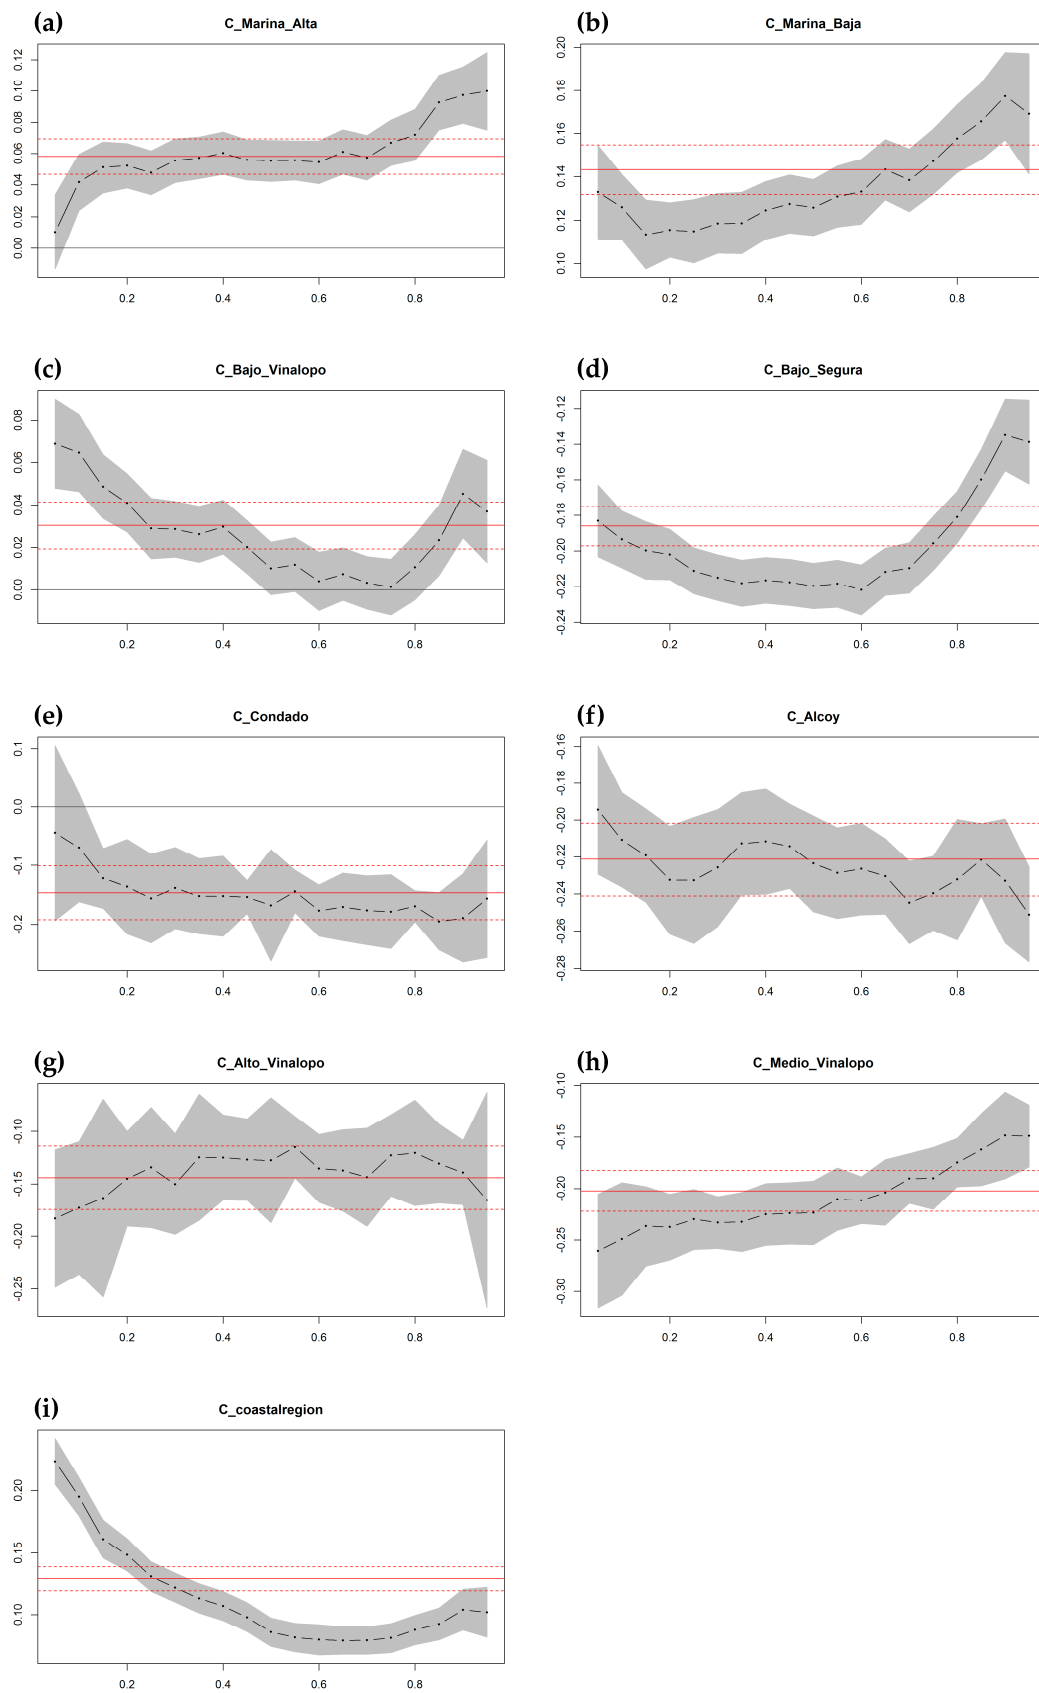 (a) C_Marina_Alta
0.12
0.10
0.08
0.06
0.04
0.02
0.00
0.2 0.4 0.6 0.8
(b) C_Marina_Baja
0.20
0.18
0.16
0.14
0.12
0.10
0.2 0.4 0.6 0.8
(c) C_Bajo_Vinalopo
0.08
0.06
0.04
0.02
0.00
0.2 0.4 0.6 0.8
(d) C_Bajo_Segura
-0.12
-0.14
-0.16
-0.18
-0.20
-0.22
-0.24
0.2 0.4 0.6 0.8
(e) C_Condado
0.1
0.0
-0.1
-0.2
0.2 0.4 0.6 0.8
(f) C_Alcoy
-0.16
-0.18
-0.20
-0.22
-0.24
-0.26
-0.28
0.2 0.4 0.6 0.8
(g) C_Alto_Vinalopo
-0.10
-0.15
-0.20
-0.25
0.2 0.4 0.6 0.8
(h) C_Medio_Vinalopo
-0.10
-0.15
-0.20
-0.25
-0.30
0.2 0.4 0.6 0.8
(i) C_coastalregion
0.20
0.15
0.10
0.2 0.4 0.6 0.8